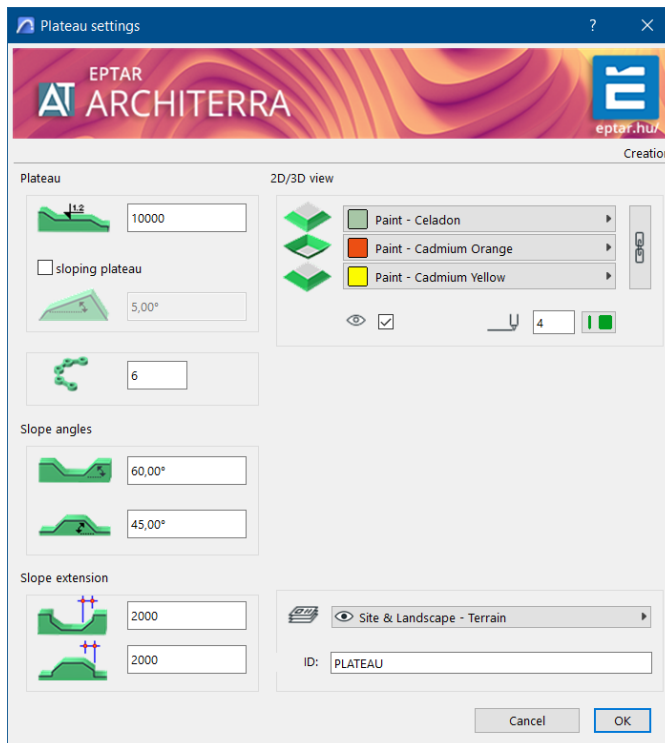 Plateau settings
?
EPTAR
AT ARCHITERRA
eptar.hu/
Creation
Plateau
2D/3D view
1.2
10000
Paint - Celadon
Paint - Cadmium Orange
sloping plateau
Paint - Cadmium Yellow
5,00°
4
6
Slope angles
60,00°
45,00°
Slope extension
2000
Site & Landscape - Terrain
2000
ID:
PLATEAU
Cancel
OK